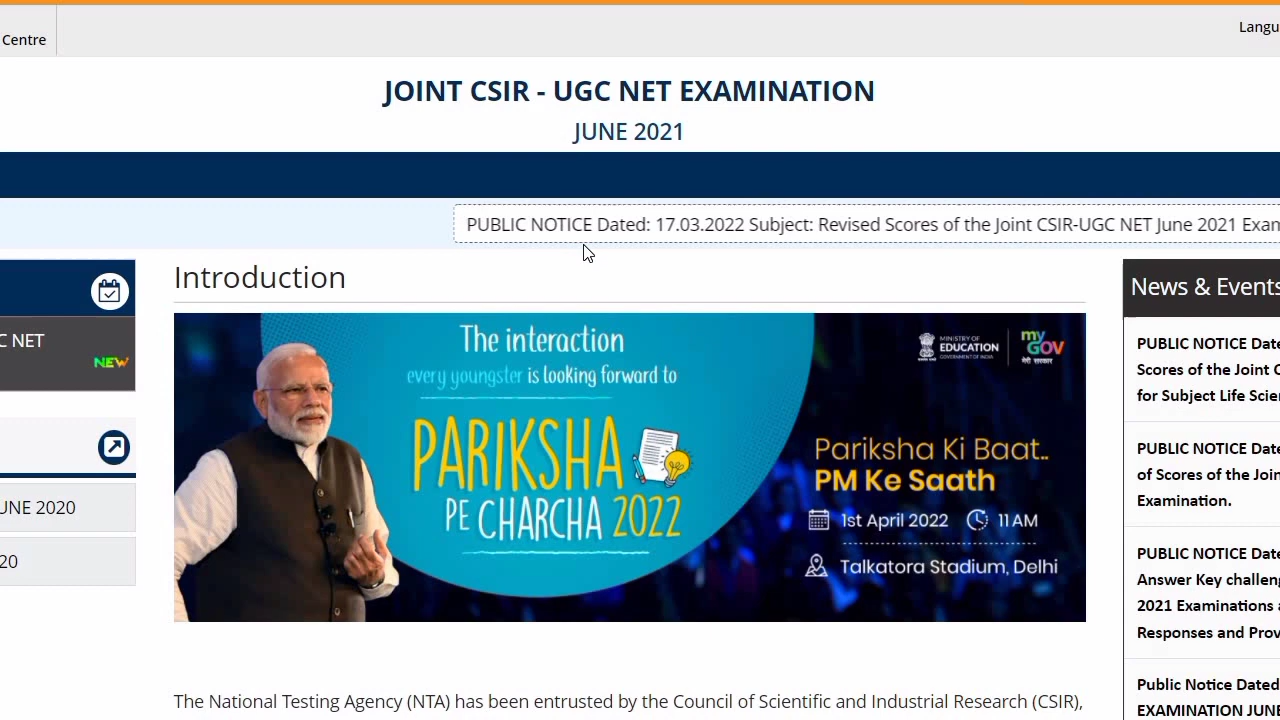 Centre
Langu
JOINT CSIR - UGC NET EXAMINATION
JUNE 2021
PUBLIC NOTICE Dated: 17.03.2022 Subject: Revised Scores of the Joint CSIR-UGC NET June 2021 Exam
C NET
NEW
UNE 2020
20
Introduction
The interaction
every youngster is looking forward to
PARIKSHA
PE CHARCHA 2022
MINISTRY OF
EDUCATION
GOVERNMENT OF INDIA
my
GOV
मेरी सरकार
Pariksha Ki Baat..
PM Ke Saath
1st April 2022 11 AM
Talkatora Stadium, Delhi
The National Testing Agency (NTA) has been entrusted by the Council of Scientific and Industrial Research (CSIR),
News & Events
PUBLIC NOTICE Date
Scores of the Joint C
for Subject Life Scien
PUBLIC NOTICE Date
of Scores of the Join
Examination.
PUBLIC NOTICE Date
Answer Key challeng
2021 Examinations a
Responses and Prov
Public Notice Dated
EXAMINATION JUNE